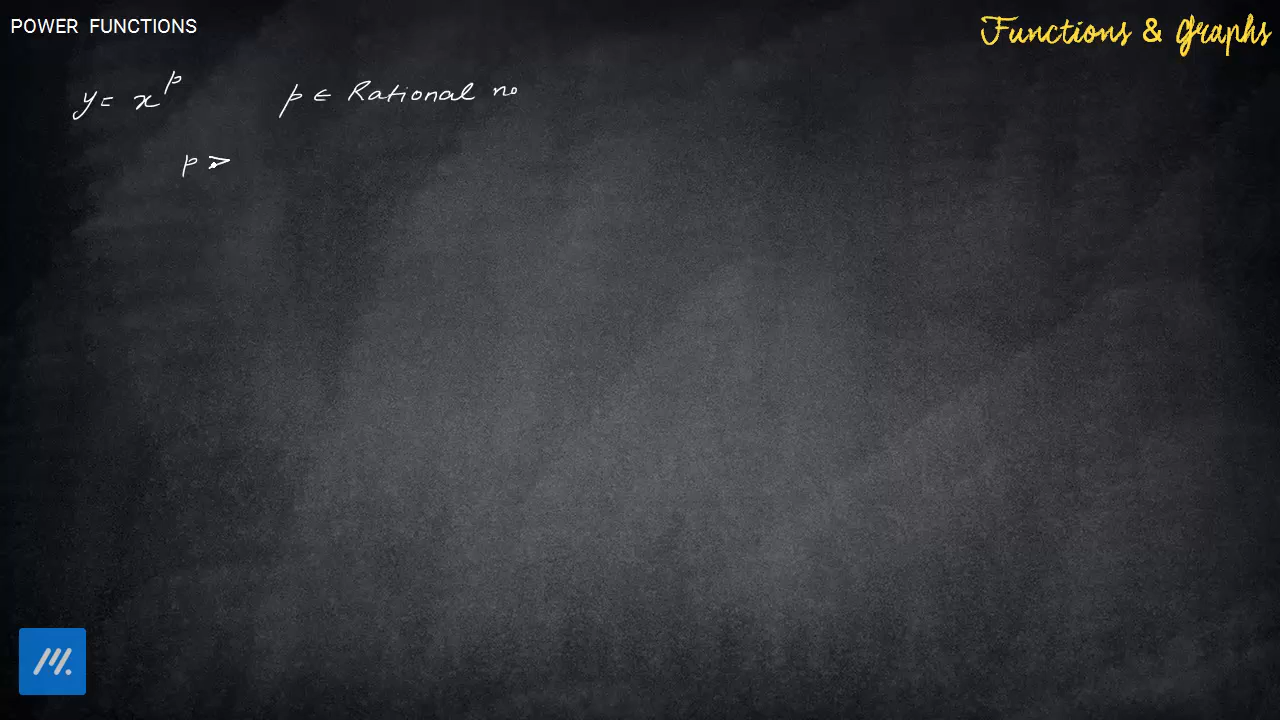 POWER FUNCTIONS
Functions & Graphs
y = x^p p ∈ Rational no
p >